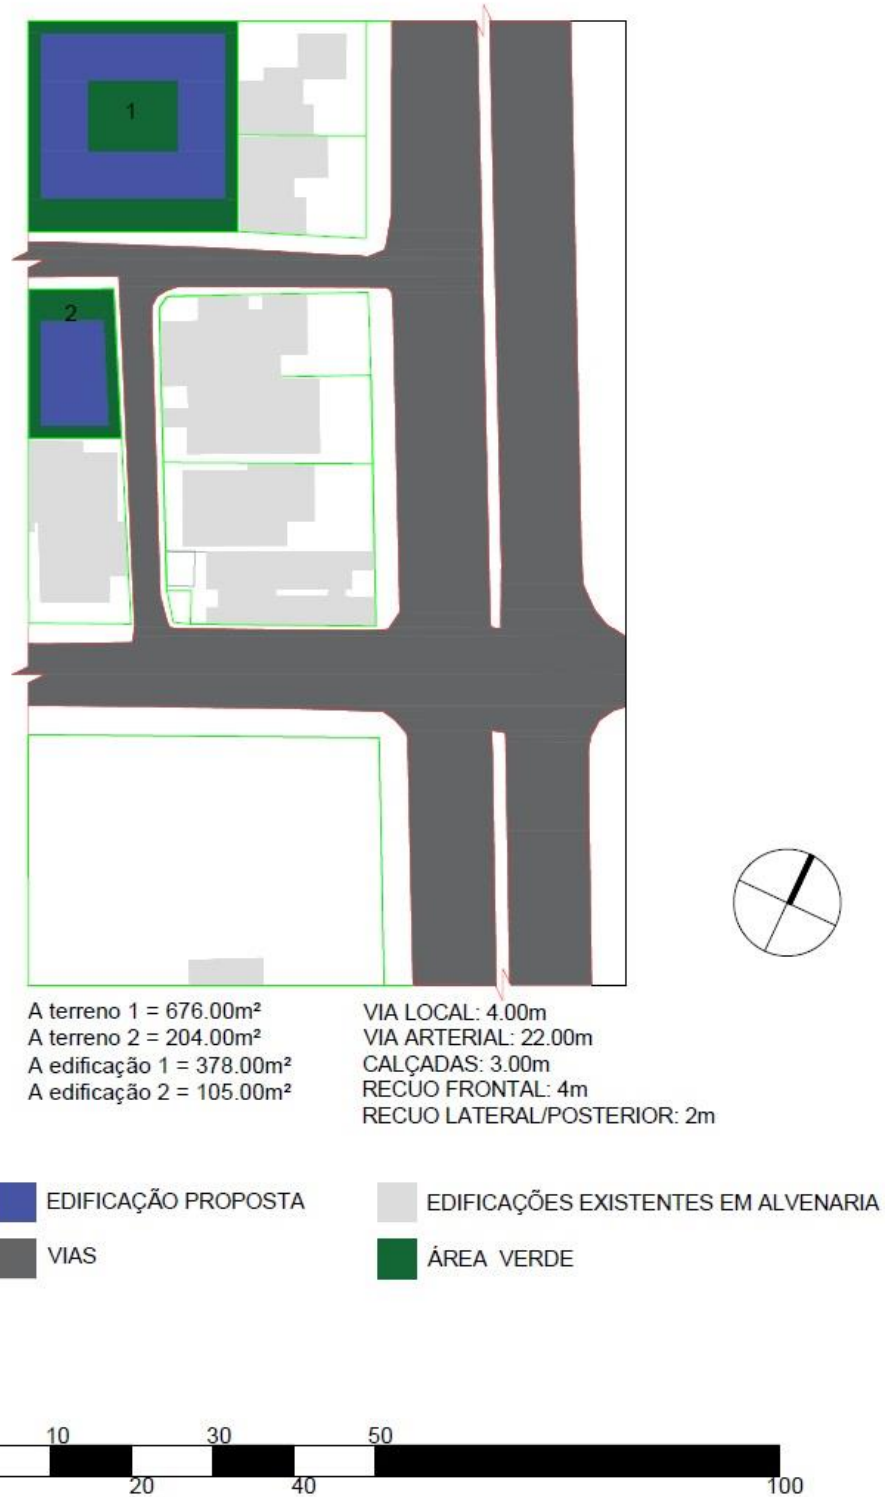 1
2
A terreno 1 = 676.00m²
A terreno 2 = 204.00m²
A edificação 1 = 378.00m²
A edificação 2 = 105.00m²
VIA LOCAL: 4.00m
VIA ARTERIAL: 22.00m
CALÇADAS: 3.00m
RECUO FRONTAL: 4m
RECUO LATERAL/POSTERIOR: 2m
EDIFICAÇÃO PROPOSTA
EDIFICAÇÕES EXISTENTES EM ALVENARIA
VIAS
ÁREA VERDE
10 30 50
20 40 100